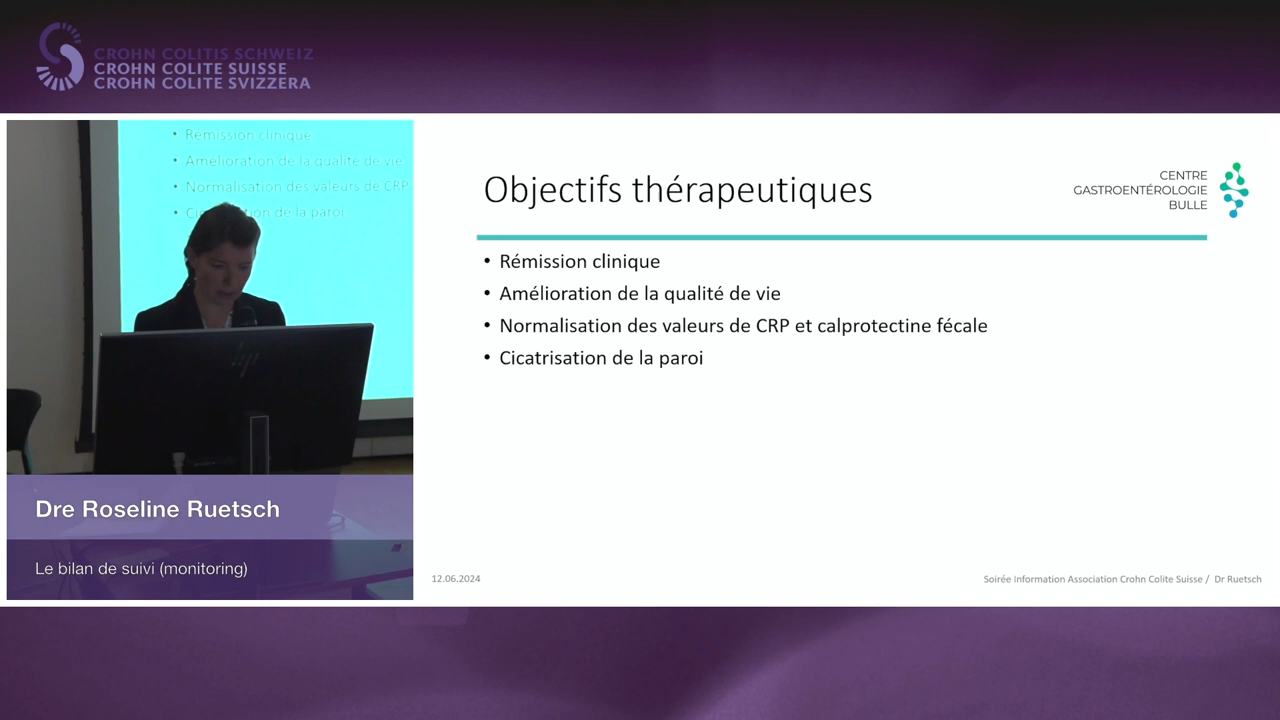 CROHN COLITIS SCHWEIZ
CROHN COLITE SUISSE
CROHN COLITE SVIZZERA
• Rémission clinique
• Amélioration de la qualité de vie
• Normalisation des valeurs de CRP
de la paroi
hp
Dre Roseline Ruetsch
Le bilan de suivi (monitoring)
Objectifs thérapeutiques
CENTRE
GASTROENTÉROLOGIE
BULLE
• Rémission clinique
• Amélioration de la qualité de vie
• Normalisation des valeurs de CRP et calprotectine fécale
• Cicatrisation de la paroi
12.06.2024
Soirée Information Association Crohn Colite Suisse / Dr Ruetsch